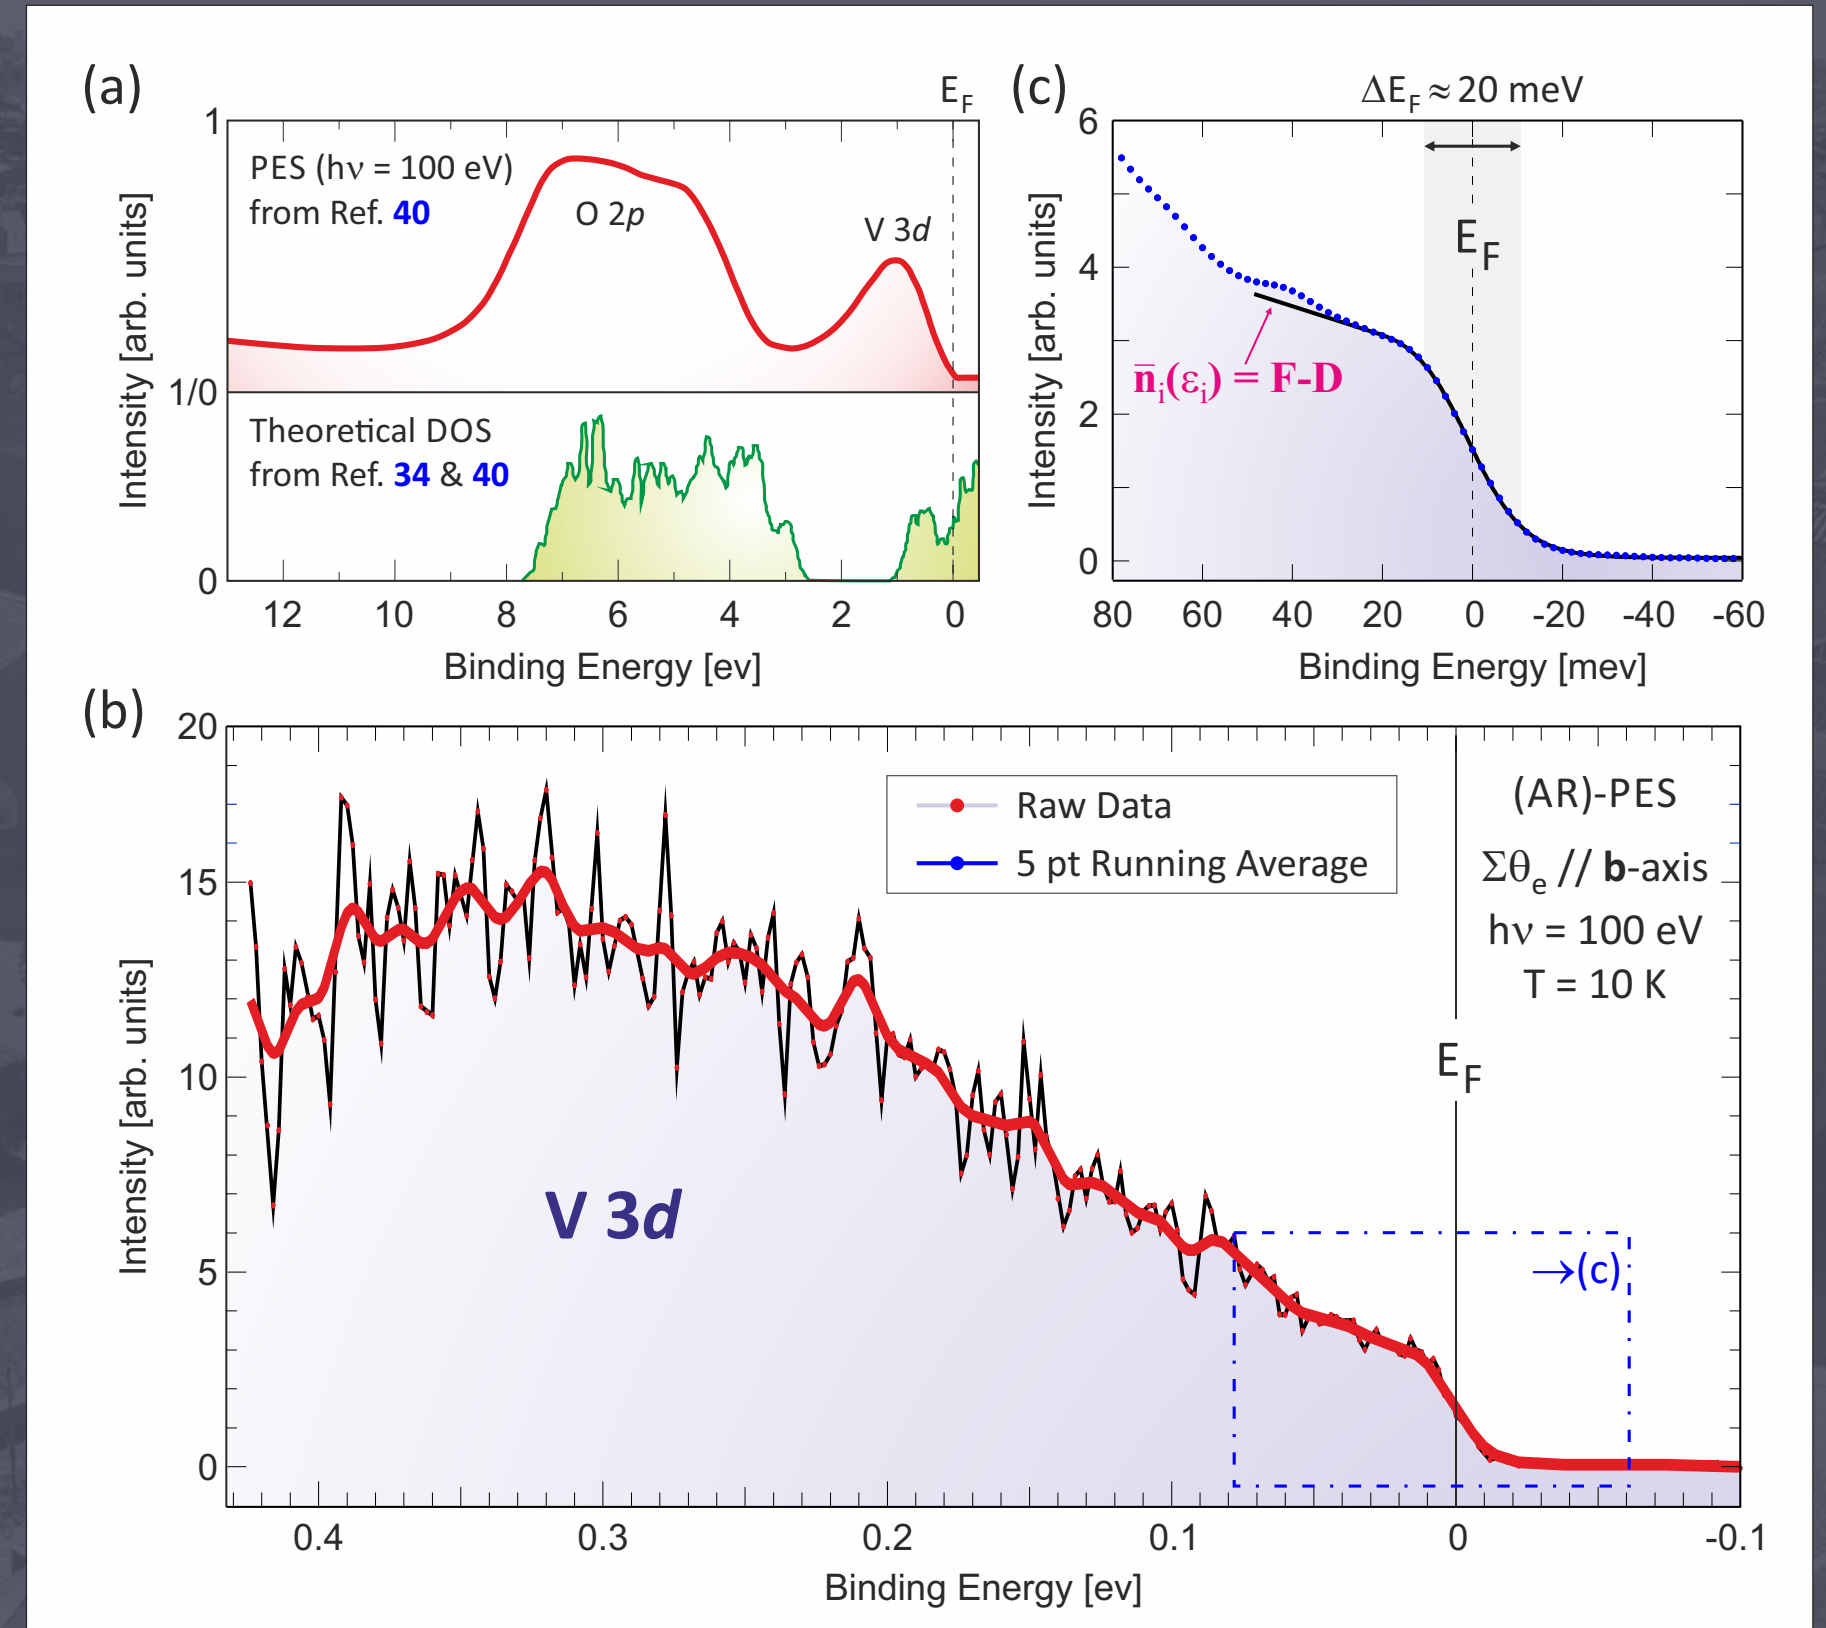 (a)
E_F
1
PES (hν = 100 eV)
from Ref. 40
O 2p
V 3d
Intensity [arb. units]
1/0
Theoretical DOS
from Ref. 34 & 40
Intensity [arb. units]
0
12 10 8 6 4 2 0
Binding Energy [ev]
(c)
ΔE_F ≈ 20 meV
6
4
2
0
Intensity [arb. units]
E_F
n̄_i(ε_i) = F-D
80 60 40 20 0 -20 -40 -60
Binding Energy [mev]
(b)
20
15
10
5
0
Intensity [arb. units]
Raw Data
5 pt Running Average
(AR)-PES
Σθ_e // b-axis
hν = 100 eV
T = 10 K
E_F
V 3d
→(c)
0.4 0.3 0.2 0.1 0 -0.1
Binding Energy [ev]